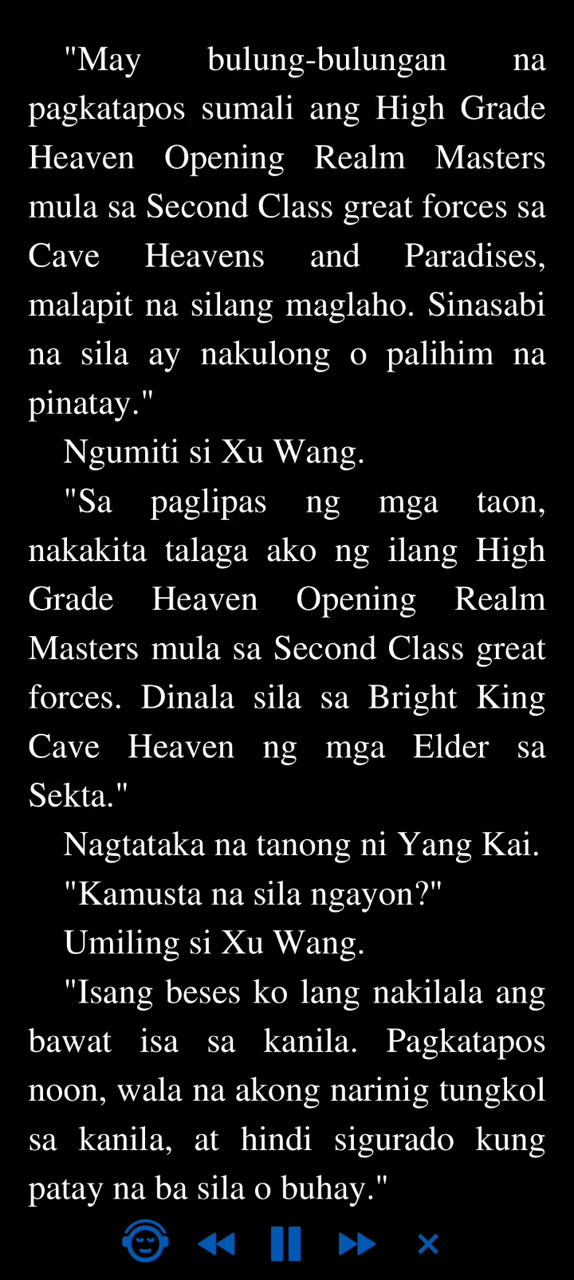 "May bulung-bulungan na
pagkatapos sumali ang High Grade
Heaven Opening Realm Masters
mula sa Second Class great forces sa
Cave Heavens and Paradises,
malapit na silang maglaho. Sinasabi
na sila ay nakulong o palihim na
pinatay."
Ngumiti si Xu Wang.
"Sa paglipas ng mga taon,
nakakita talaga ako ng ilang High
Grade Heaven Opening Realm
Masters mula sa Second Class great
forces. Dinala sila sa Bright King
Cave Heaven ng mga Elder sa
Sekta."
Nagtataka na tanong ni Yang Kai.
"Kamusta na sila ngayon?"
Umiling si Xu Wang.
"Isang beses ko lang nakilala ang
bawat isa sa kanila. Pagkatapos
noon, wala na akong narinig tungkol
sa kanila, at hindi sigurado kung
patay na ba sila o buhay."